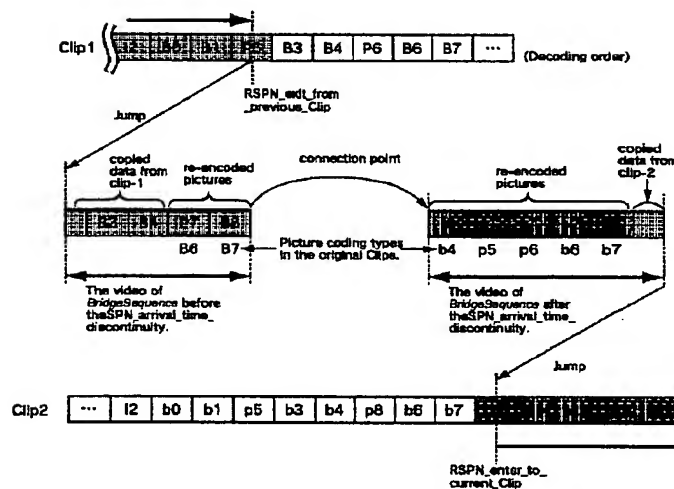 Clip1
B3 B4 P6 B6 B7 ...
(Decoding order)
RSPN_exit_from
_previous_Clip
Jump
copied
data from
clip-1
re-encoded
pictures
connection point
re-encoded
pictures
copied
data from
clip-2
B6 B7
Picture coding types
in the original Clips.
b4 p5 p6 b6 b7
The video of
BridgeSequence before
theSPN_arrival_time_
discontinuity.
The video of
BridgeSequence after
theSPN_arrival_time_
discontinuity.
Jump
Clip2
... I2 b0 b1 p5 b3 b4 p8 b6 b7
RSPN_enter_to_
current_Clip